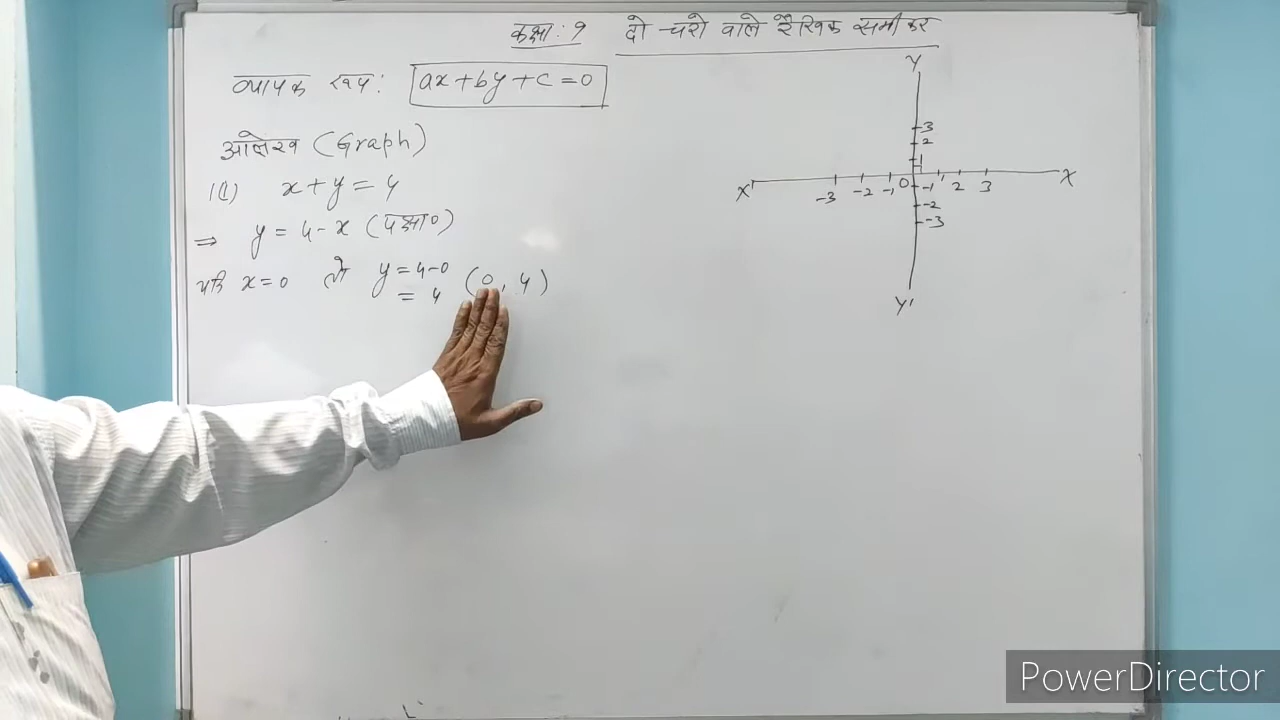 कक्षा: 9 दो चरो वाले रैखिक समीकर
व्यापक रूप: ax+by+c=0
आलेख (Graph)
(1) x+y=4
⇒ y=4-x (पक्षा०)
यदि x=0 तो y=4-0
= 4 (0, 4)
Y
3
2
1
X' -3 -2 -1 0 2 3 X
-1
-2
-3
Y'
PowerDirector